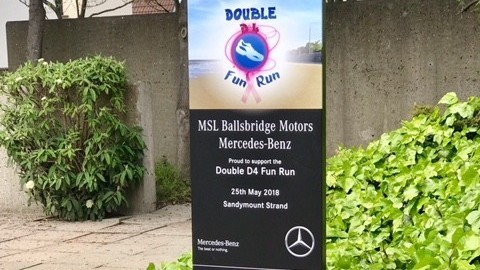 DOUBLE
D4
Fun Run
MSL Ballsbridge Motors
Mercedes-Benz
Proud to support the
Double D4 Fun Run
25th May 2018
Sandymount Strand
Mercedes-Benz
The best or nothing.